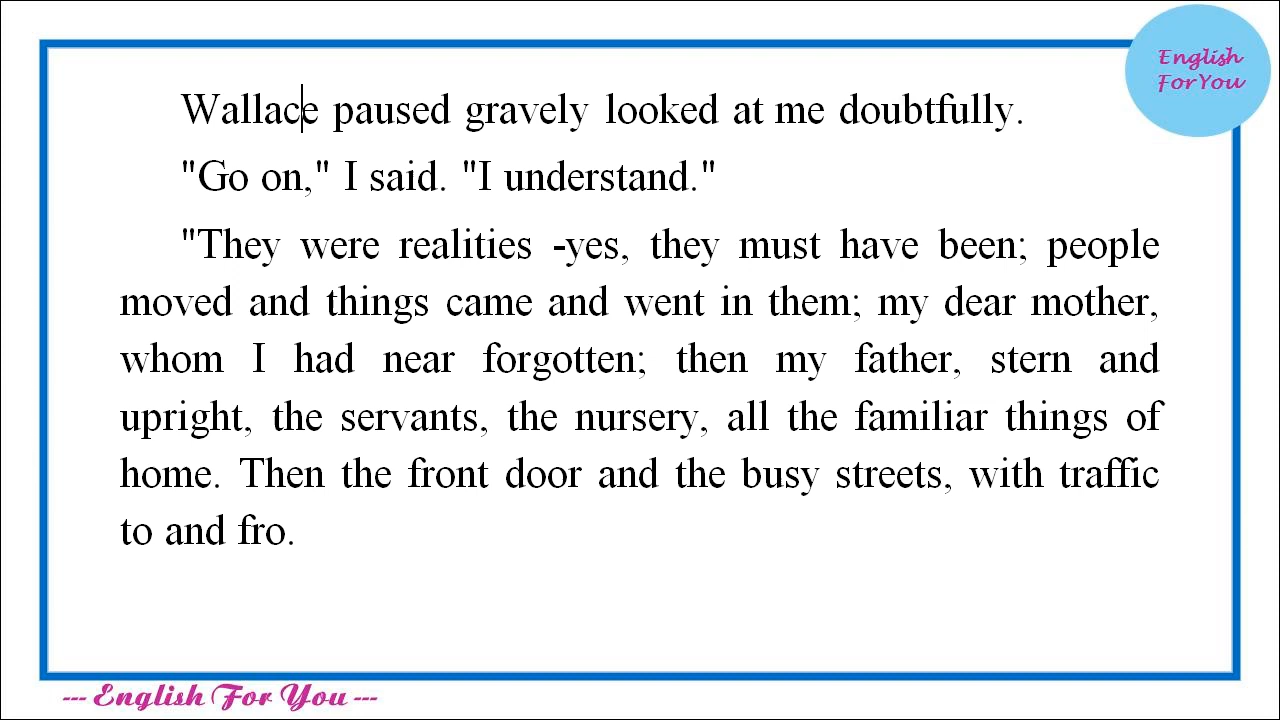 English
ForYou
Wallace paused gravely looked at me doubtfully.
"Go on," I said. "I understand."
"They were realities -yes, they must have been; people
moved and things came and went in them; my dear mother,
whom I had near forgotten; then my father, stern and
upright, the servants, the nursery, all the familiar things of
home. Then the front door and the busy streets, with traffic
to and fro.
--- English For You ---